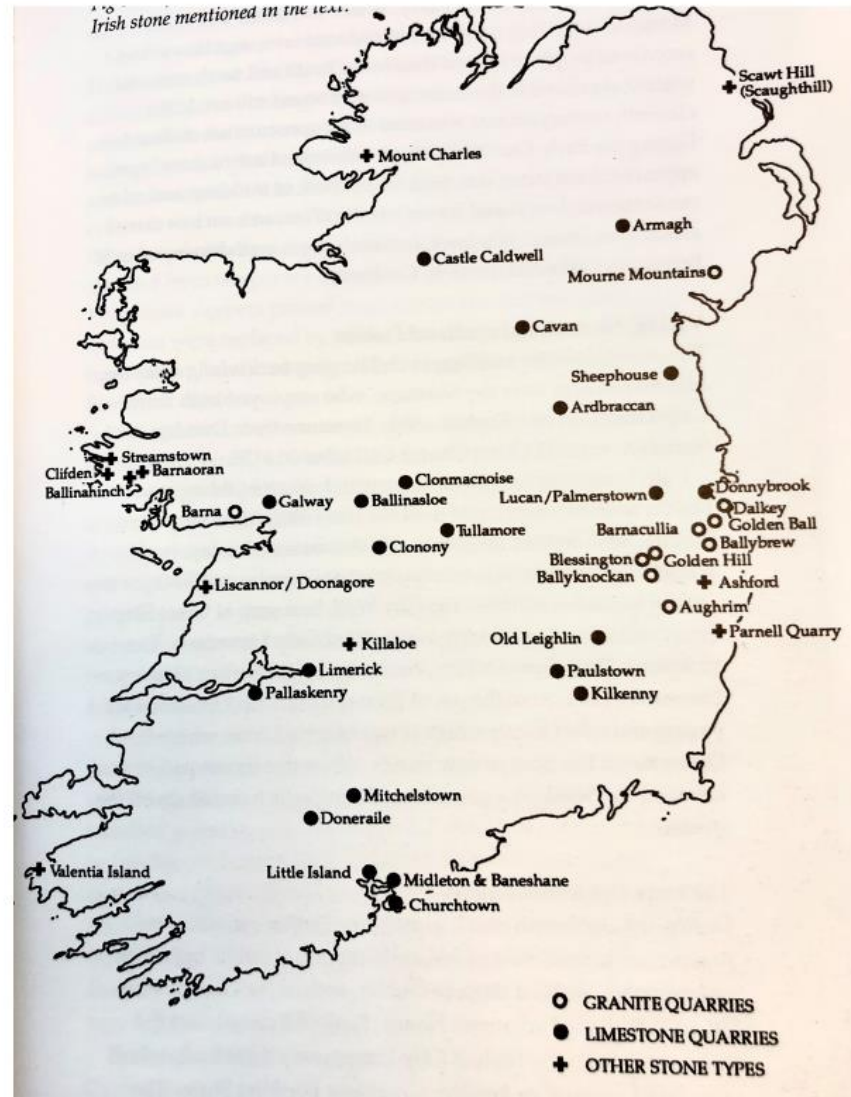 Irish stone mentioned in the text.
Scawt Hill
(Scaughthill)
Mount Charles
Armagh
Castle Caldwell
Mourne Mountains
Cavan
Sheephouse
Ardbraccan
Streamstown
Clifden
Barnaoran
Ballinahinch
Clonmacnoise
Barna
Galway
Ballinasloe
Lucan/Palmerstown
Donnybrook
Dalkey
Tullamore
Barnacullia
Golden Ball
Clonony
Ballybrew
Blessington
Golden Hill
Liscannor/Doonagore
Ballyknockan
Ashford
Aughrim
Killaloe
Old Leighlin
Parnell Quarry
Limerick
Paulstown
Pallaskenry
Kilkenny
Mitchelstown
Doneraile
Valentia Island
Little Island
Midleton & Baneshane
Churchtown
GRANITE QUARRIES
LIMESTONE QUARRIES
OTHER STONE TYPES